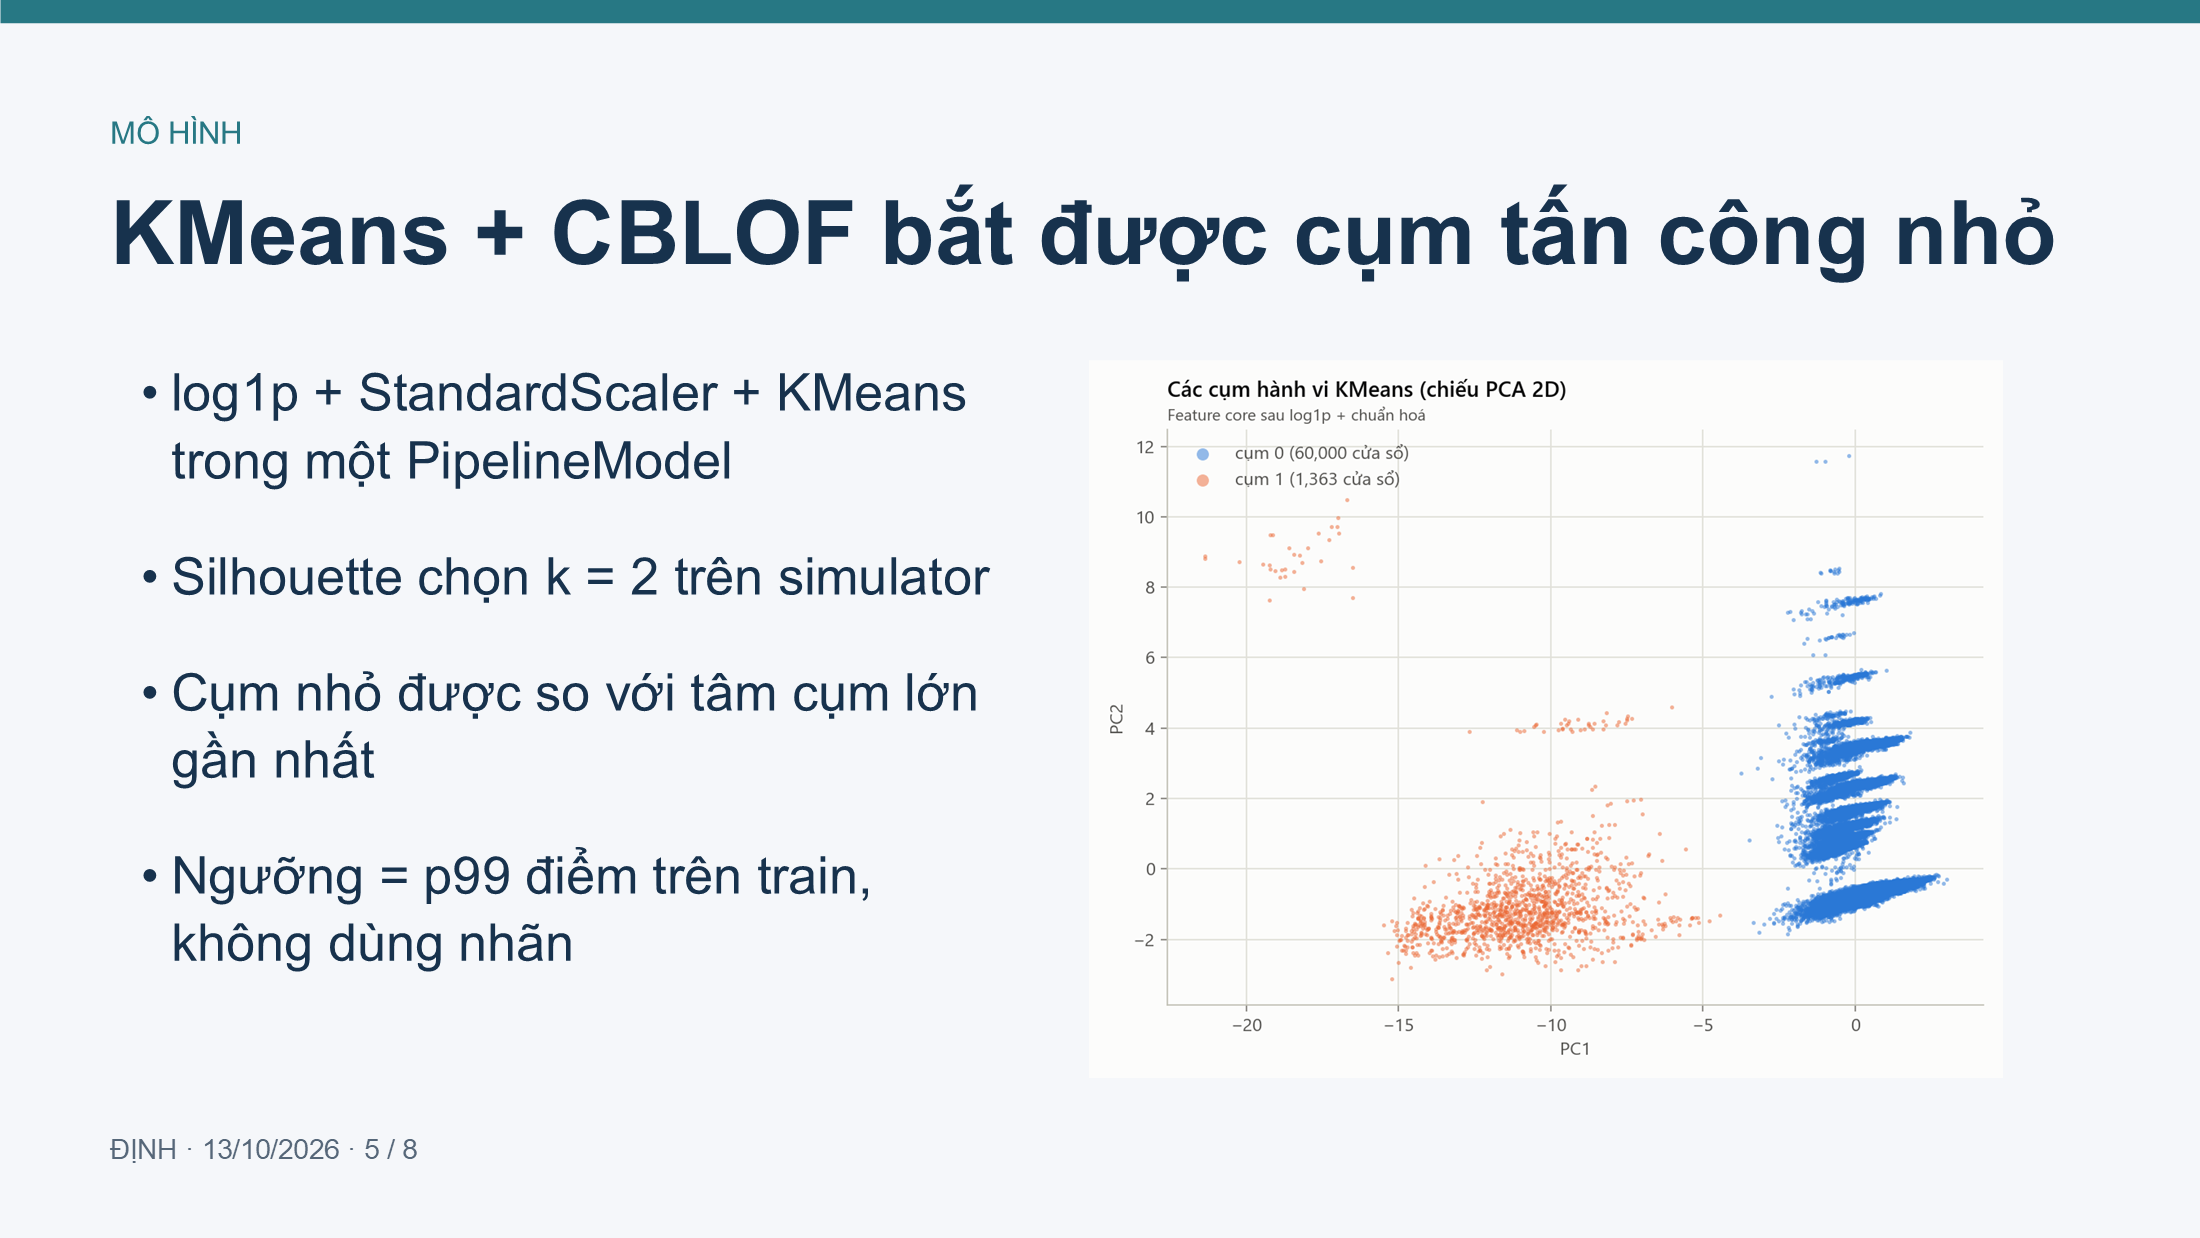 MÔ HÌNH
KMeans + CBLOF bắt được cụm tấn công nhỏ
• log1p + StandardScaler + KMeans
trong một PipelineModel
• Silhouette chọn k = 2 trên simulator
• Cụm nhỏ được so với tâm cụm lớn
gần nhất
• Ngưỡng = p99 điểm trên train,
không dùng nhãn
Các cụm hành vi KMeans (chiếu PCA 2D)
Feature core sau log1p + chuẩn hoá
cụm 0 (60,000 cửa sổ)
cụm 1 (1,363 cửa sổ)
12
10
8
6
4
2
0
−2
PC2
−20 −15 −10 −5 0
PC1
ĐỊNH · 13/10/2026 · 5 / 8